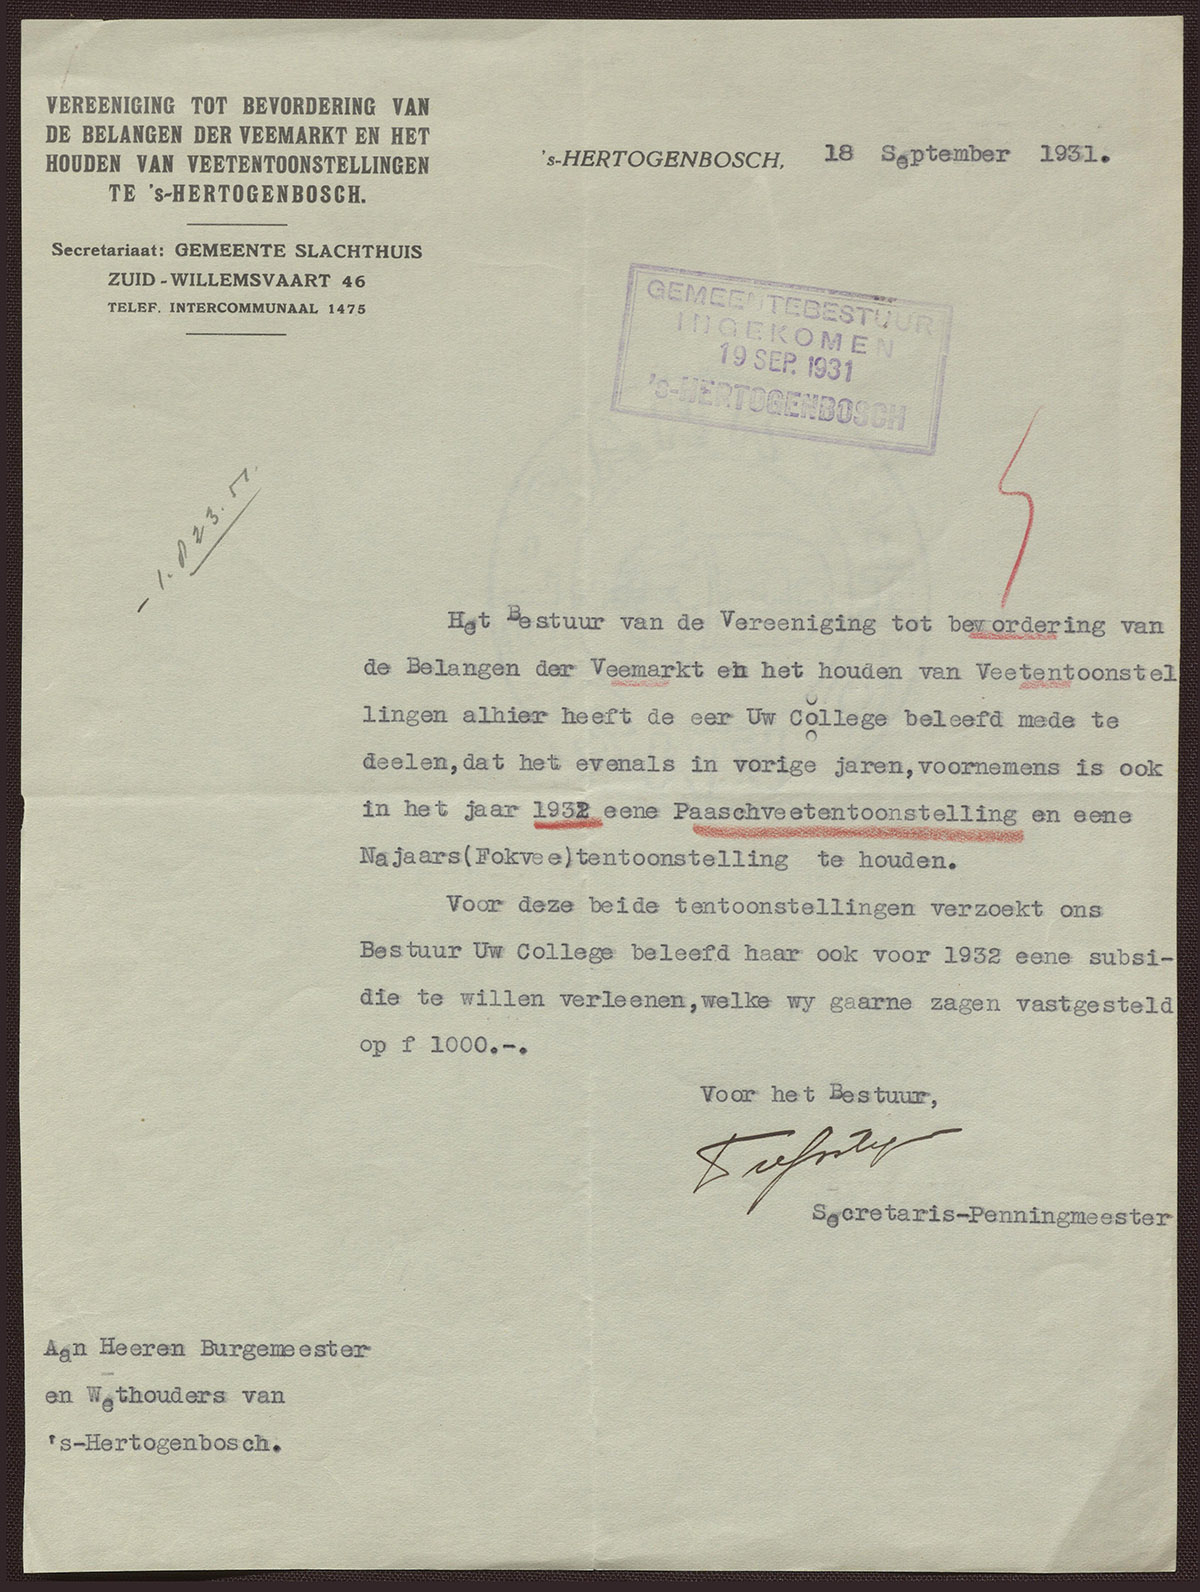 VEREENIGING TOT BEVORDERING VAN
DE BELANGEN DER VEEMARKT EN HET
HOUDEN VAN VEETENTOONSTELLINGEN
TE 's-HERTOGENBOSCH.
Secretariaat: GEMEENTE SLACHTHUIS
ZUID-WILLEMSVAART 46
TELEF. INTERCOMMUNAAL 1475
's-HERTOGENBOSCH, 18 September 1931.
GEMEENTEBESTUUR
INGEKOMEN
19 SEP. 1931
's-HERTOGENBOSCH
-1.823.51.
Het Bestuur van de Vereeniging tot bevordering van
de Belangen der Veemarkt en het houden van Veetentoonstel
lingen alhier heeft de eer Uw College beleefd mede te
deelen,dat het evenals in vorige jaren,voornemens is ook
in het jaar 1932 eene Paaschveetentoonstelling en eene
Najaars(Fokvee)tentoonstelling te houden.
Voor deze beide tentoonstellingen verzoekt ons
Bestuur Uw College beleefd haar ook voor 1932 eene subsi-
die te willen verleenen,welke wy gaarne zagen vastgesteld
op f 1000.-.
Voor het Bestuur,
Secretaris-Penningmeester
Aan Heeren Burgemeester
en Wethouders van
's-Hertogenbosch.